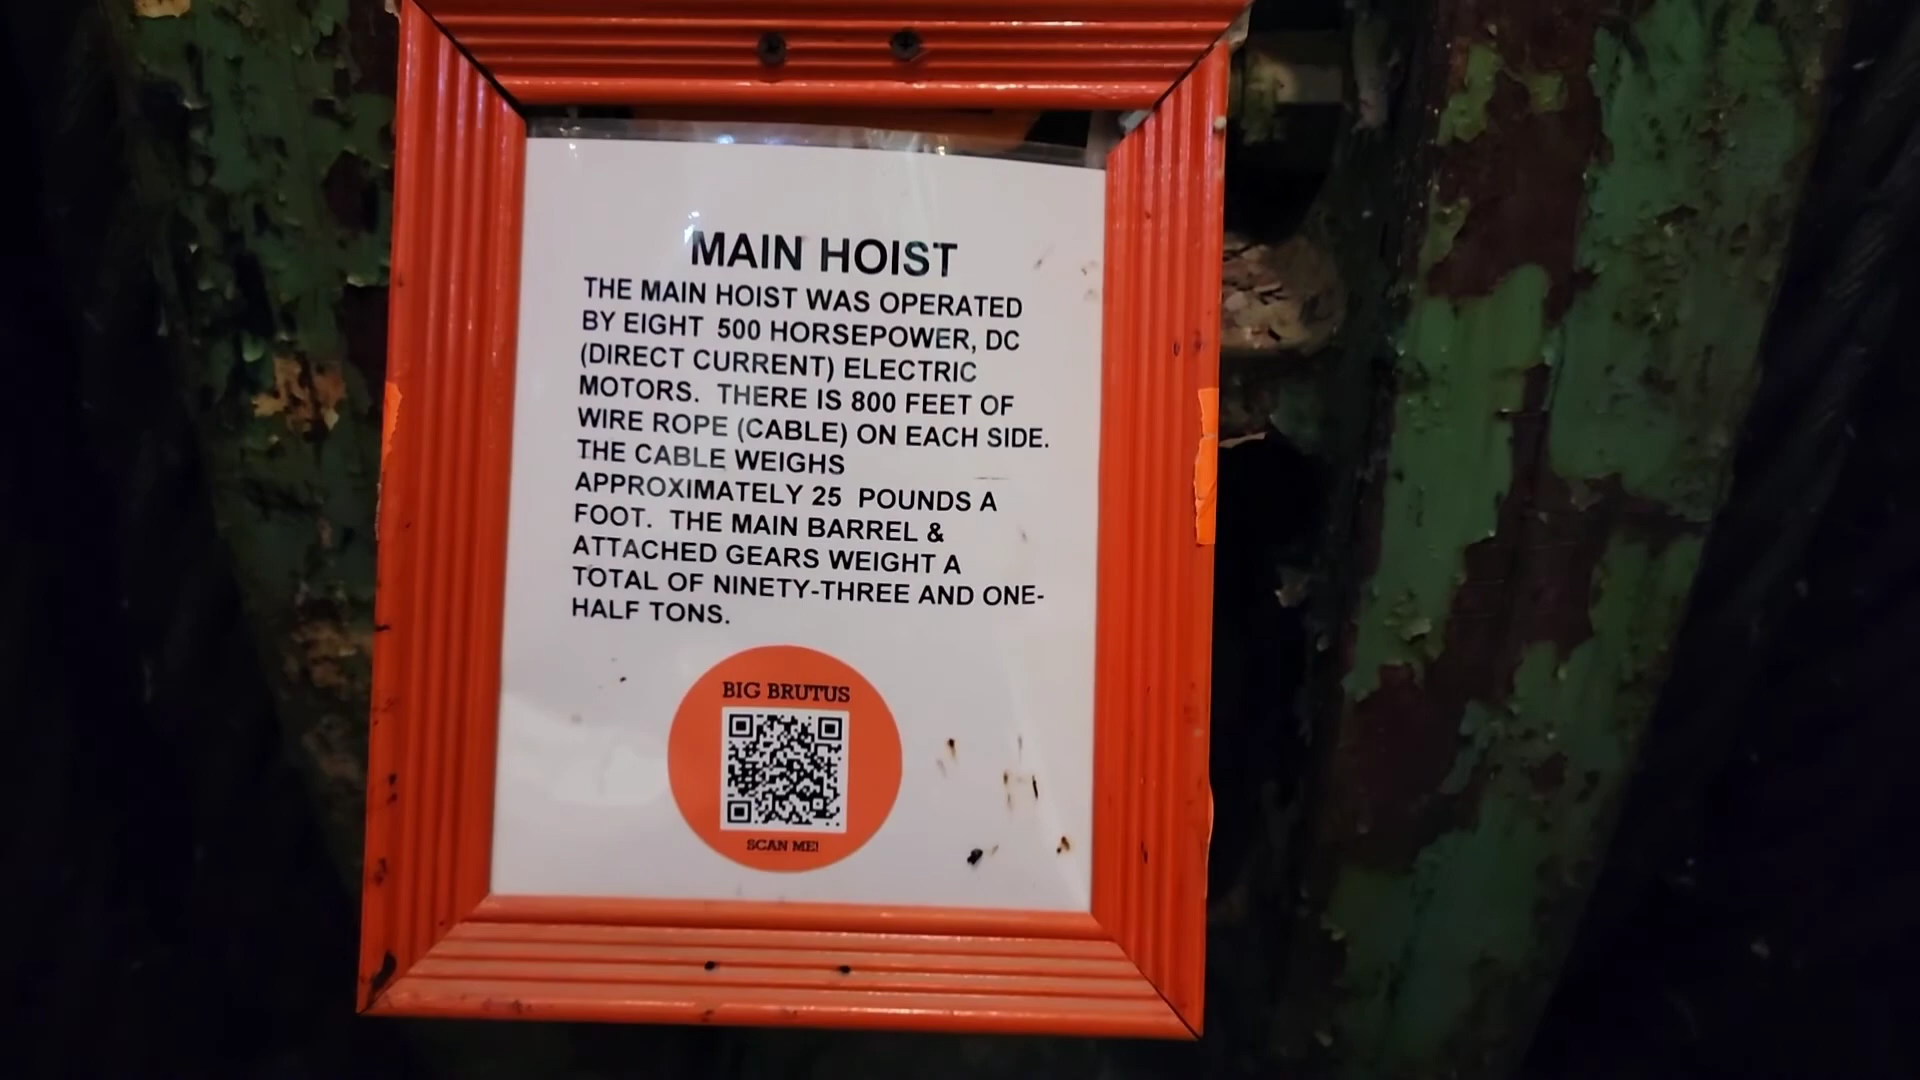 MAIN HOIST
THE MAIN HOIST WAS OPERATED
BY EIGHT 500 HORSEPOWER, DC
(DIRECT CURRENT) ELECTRIC
MOTORS. THERE IS 800 FEET OF
WIRE ROPE (CABLE) ON EACH SIDE.
THE CABLE WEIGHS
APPROXIMATELY 25 POUNDS A
FOOT. THE MAIN BARREL &
ATTACHED GEARS WEIGHT A
TOTAL OF NINETY-THREE AND ONE-
HALF TONS.
BIG BRUTUS
SCAN ME!